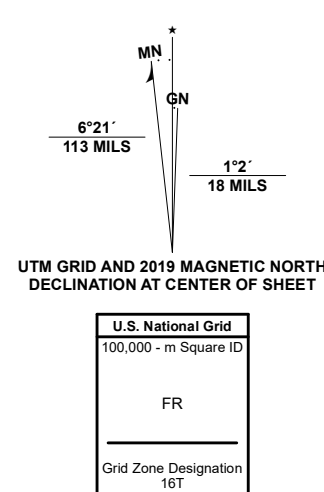 ★
MN
GN
6°21´
113 MILS
1°2´
18 MILS
UTM GRID AND 2019 MAGNETIC NORTH
DECLINATION AT CENTER OF SHEET
U.S. National Grid
100,000 - m Square ID
FR
Grid Zone Designation
16T